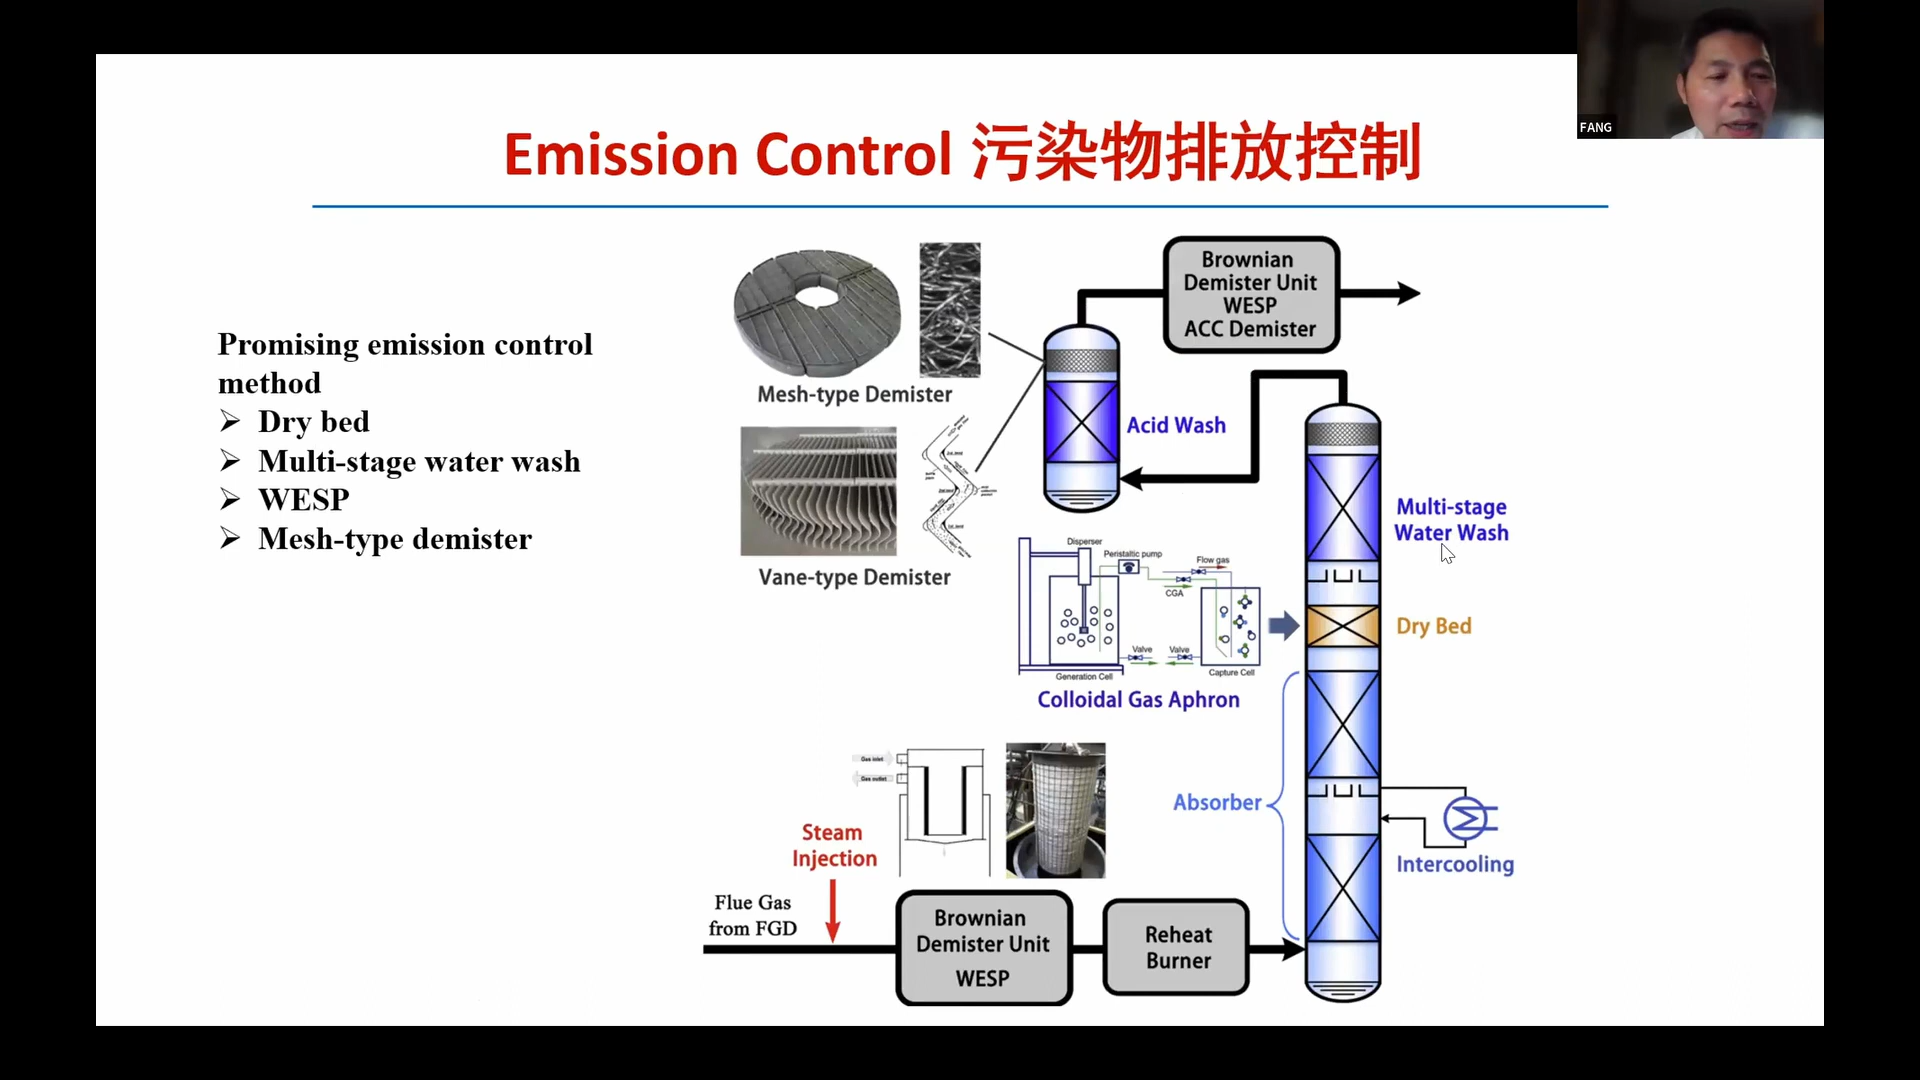 FANG
Emission Control 污染物排放控制
Promising emission control
method
Dry bed
Multi-stage water wash
WESP
Mesh-type demister
Mesh-type Demister
Vane-type Demister
Brownian
Demister Unit
WESP
ACC Demister
Acid Wash
Multi-stage
Water Wash
Dry Bed
Disperser
Peristaltic pump
Flow gas
CGA
Valve
Valve
Generation Cell
Capture Cell
Colloidal Gas Aphron
Absorber
Intercooling
Gas inlet
Gas outlet
Steam
Injection
Flue Gas
from FGD
Brownian
Demister Unit
WESP
Reheat
Burner